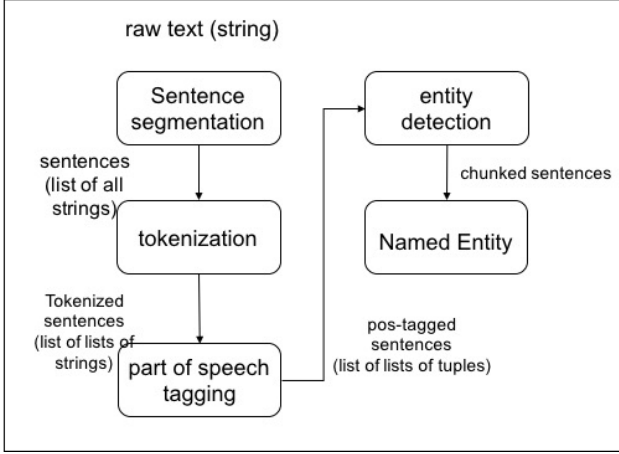 raw text (string)
Sentence
segmentation
sentences
(list of all
strings)
tokenization
Tokenized
sentences
(list of lists of
strings)
part of speech
tagging
pos-tagged
sentences
(list of lists of tuples)
entity
detection
chunked sentences
Named Entity